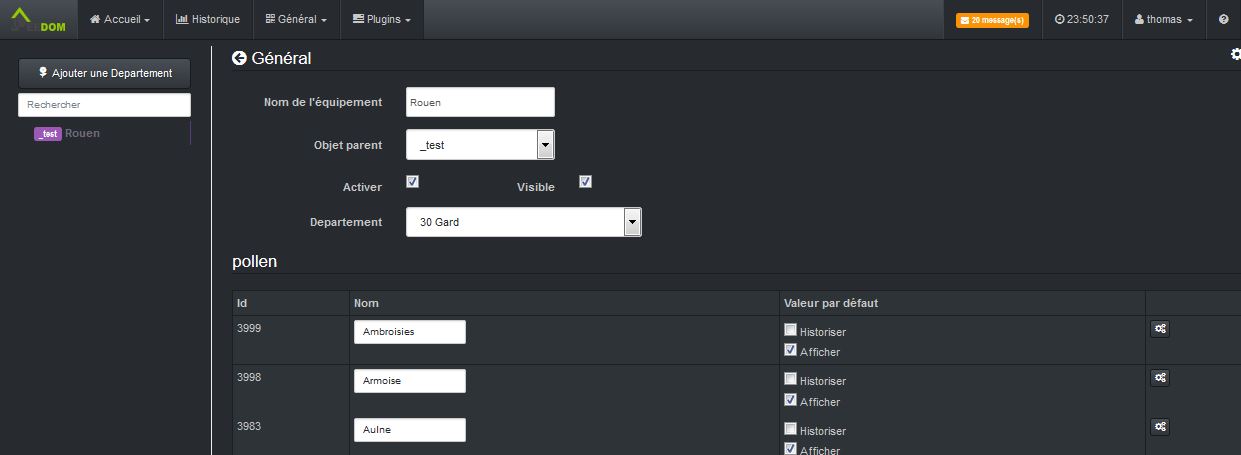 DOM Accueil Historique Général Plugins 20 message(s) 23:50:37 thomas
Ajouter une Departement
Rechercher
_test Rouen
Général
Nom de l'équipement Rouen
Objet parent _test
Activer Visible
Departement 30 Gard
pollen
Id Nom Valeur par défaut
3999 Ambroisies Historiser
Afficher
3998 Armoise Historiser
Afficher
3983 Aulne Historiser
Afficher